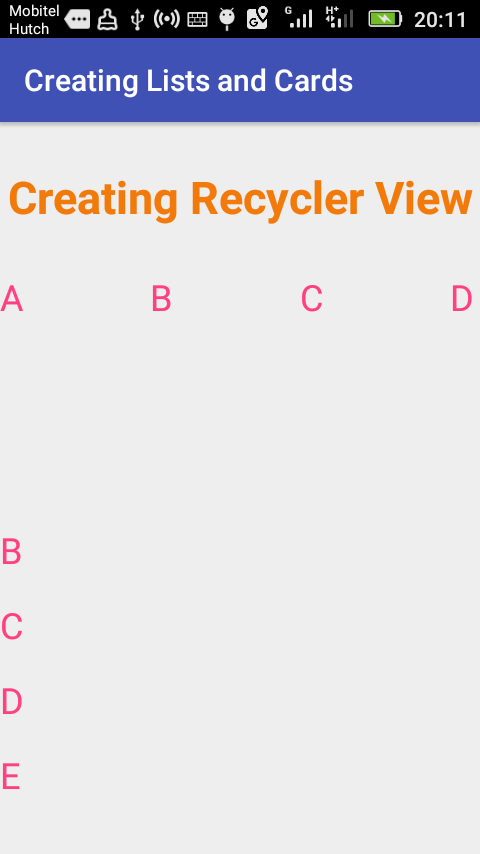 Mobitel
Hutch
G H+ 20:11
Creating Lists and Cards
Creating Recycler View
A B C D
B
C
D
E